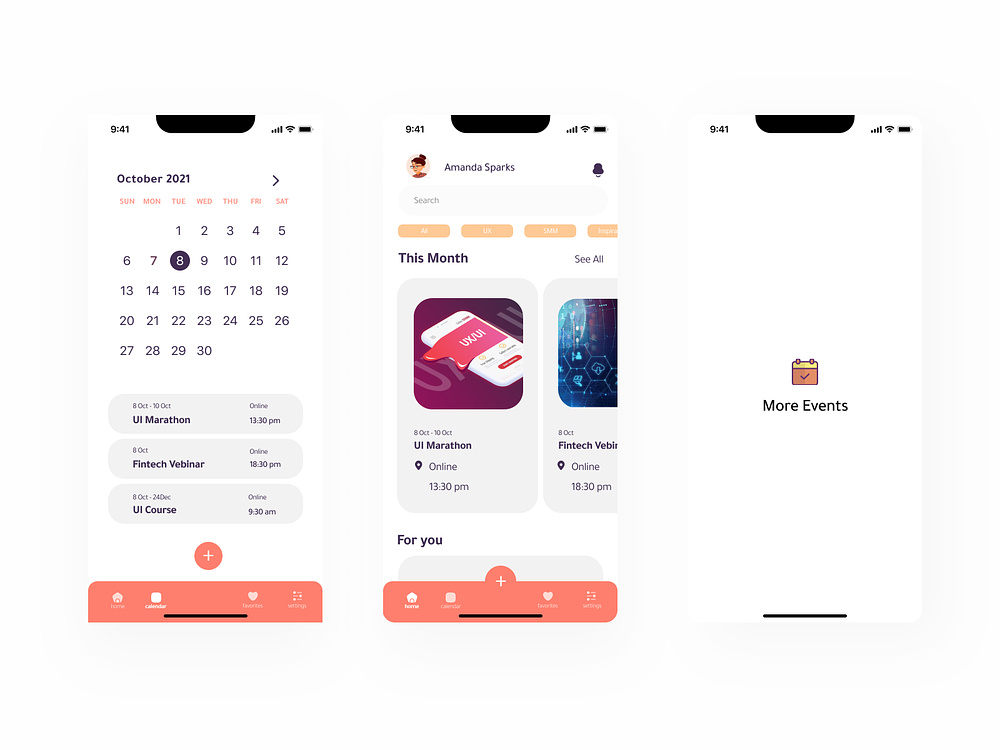 9:41
October 2021
SUN MON TUE WED THU FRI SAT
1 2 3 4 5
6 7 8 9 10 11 12
13 14 15 16 17 18 19
20 21 22 23 24 25 26
27 28 29 30
8 Oct - 10 Oct Online
UI Marathon 13:30 pm
8 Oct Online
Fintech Vebinar 18:30 pm
8 Oct - 24Dec Online
UI Course 9:30 am
+
home calendar favorites settings
9:41
Amanda Sparks
Search
All UX SMM Inspira
This Month See All
UX/UI
8 Oct - 10 Oct
UI Marathon
Online
13:30 pm
8 Oct
Fintech Vebin
Online
18:30 pm
For you
+
home calendar favorites settings
9:41
More Events